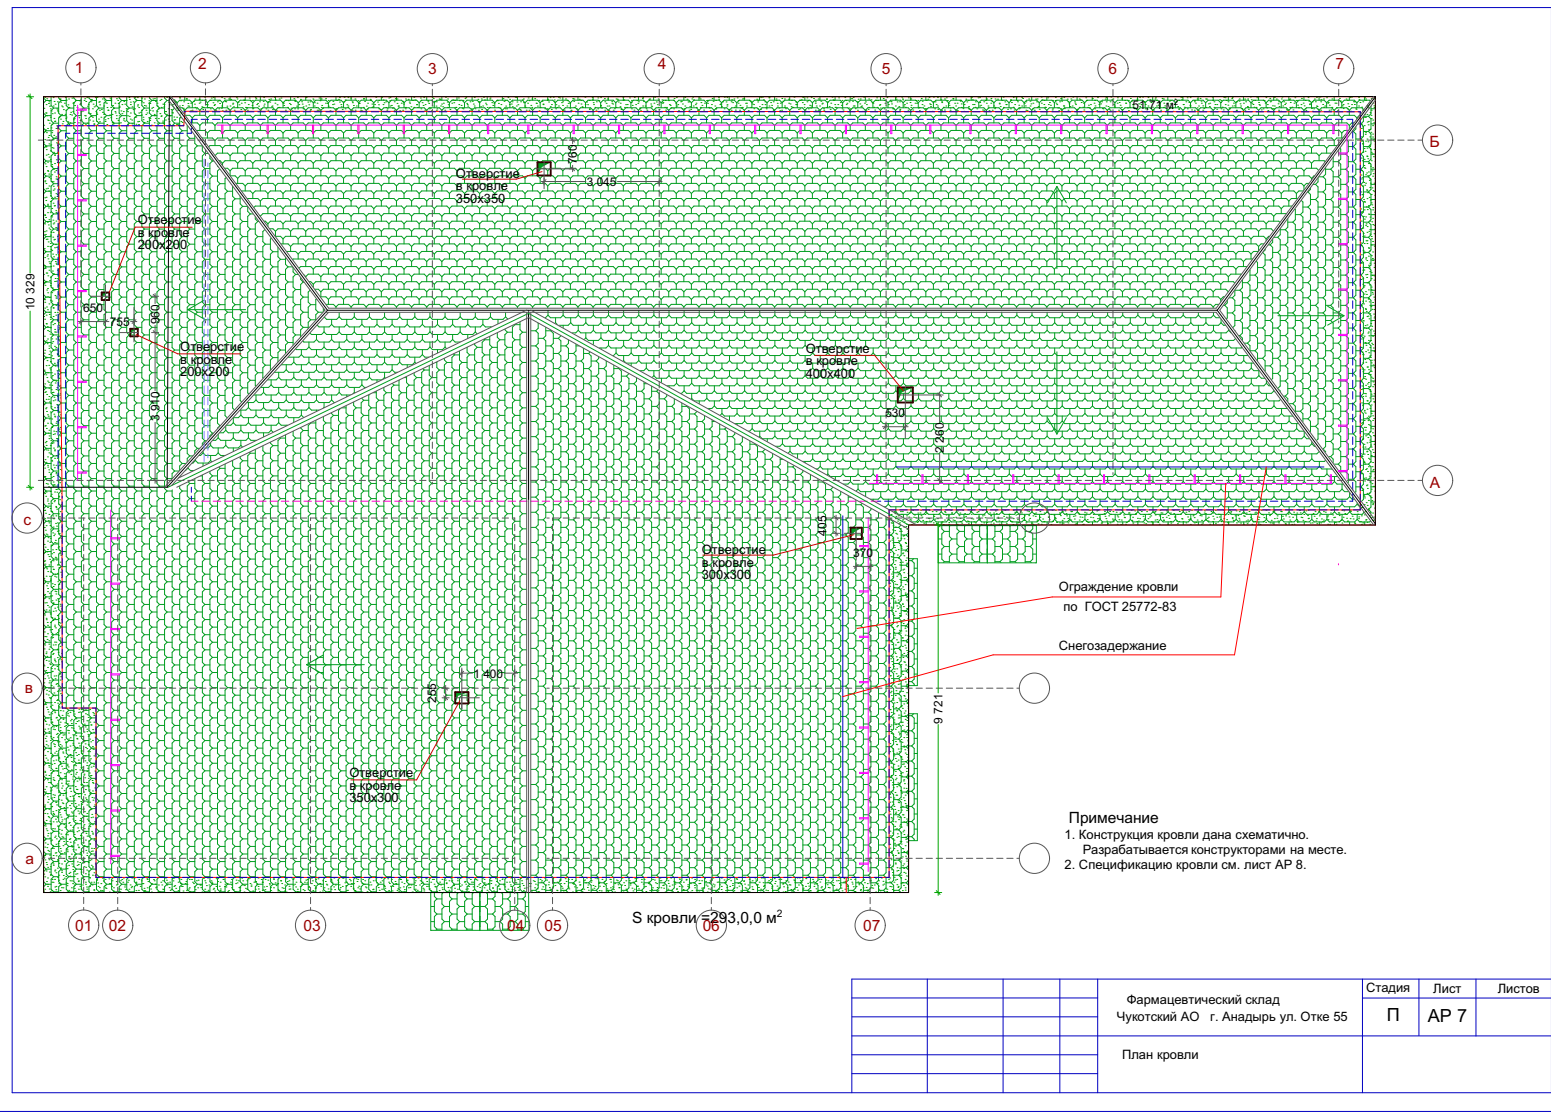 1
2
3
4
5
6
7
51,71 м²
Б
Отверстие
в кровле
350х350
760
3 045
Отверстие
в кровле
200х200
10 329
650
755
960
Отверстие
в кровле
200х200
3 910
Отверстие
в кровле
400х400
530
2 260
А
с
405
370
Отверстие
в кровле
300х300
Ограждение кровли
по ГОСТ 25772-83
Снегозадержание
в
1 400
255
9 721
Отверстие
в кровле
350х300
Примечание
1. Конструкция кровли дана схематично.
Разрабатывается конструкторами на месте.
2. Спецификацию кровли см. лист АР 8.
а
S кровли =293,0,0 м²
01
02
03
04
05
06
07
Фармацевтический склад
Чукотский АО г. Анадырь ул. Отке 55
Стадия
Лист
Листов
П
АР 7
План кровли